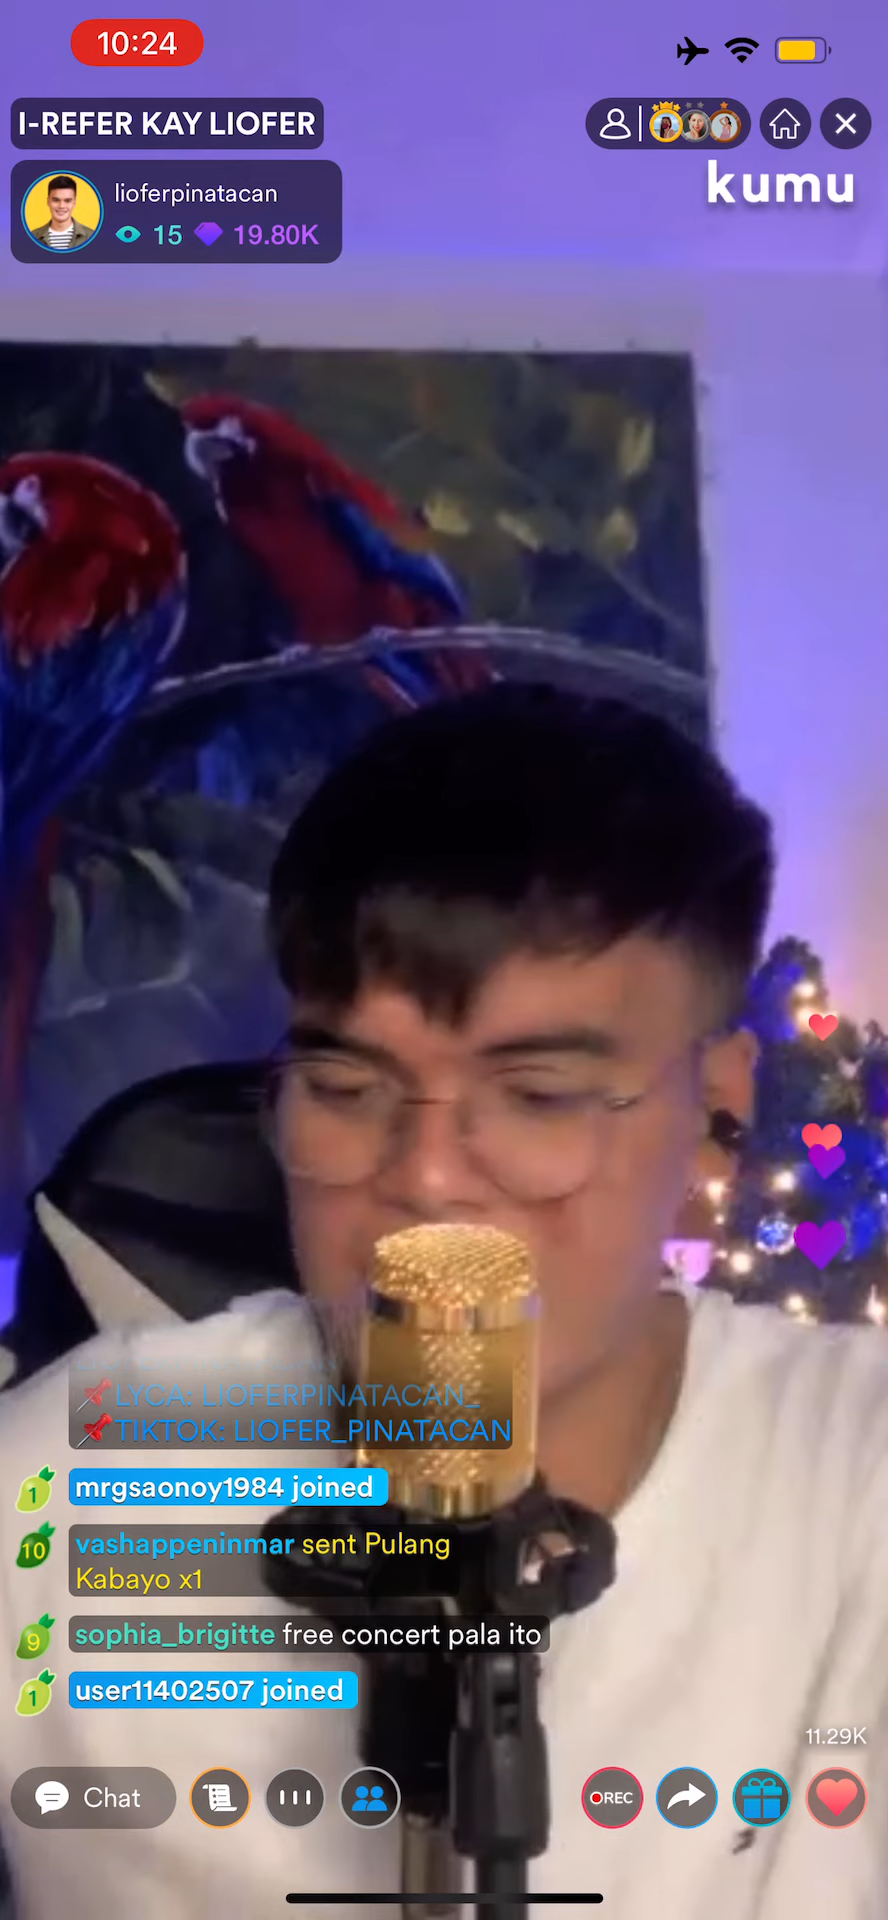 10:24
I-REFER KAY LIOFER
lioferpinatacan
15 19.80K
kumu
📌LYCA: LIOFERPINATACAN_
📌TIKTOK: LIOFER_PINATACAN
1 mrgsaonoy1984 joined
10 vashappeninmar sent Pulang
Kabayo x1
9 sophia_brigitte free concert pala ito
1 user11402507 joined
11.29K
Chat
REC